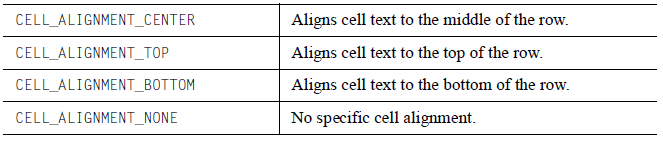 CELL_ALIGNMENT_CENTER Aligns cell text to the middle of the row.
CELL_ALIGNMENT_TOP Aligns cell text to the top of the row.
CELL_ALIGNMENT_BOTTOM Aligns cell text to the bottom of the row.
CELL_ALIGNMENT_NONE No specific cell alignment.